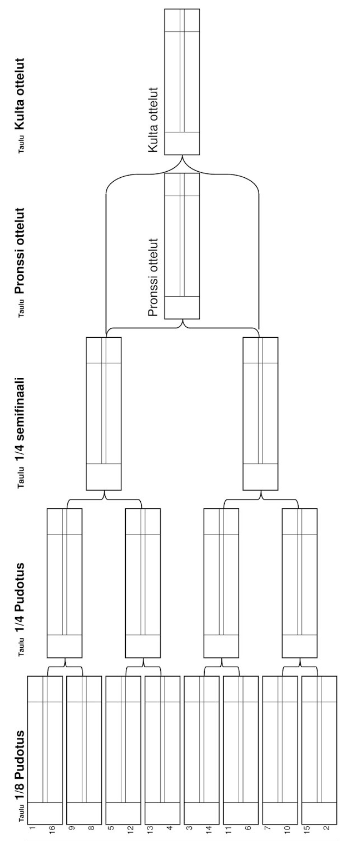 Taulu 1/8 Pudotus
Taulu 1/4 Pudotus
Taulu 1/4 semifinaali
Taulu Pronssi ottelut
Taulu Kulta ottelut
1
16
9
8
5
12
13
4
3
14
11
6
7
10
15
2
Pronssi ottelut
Kulta ottelut